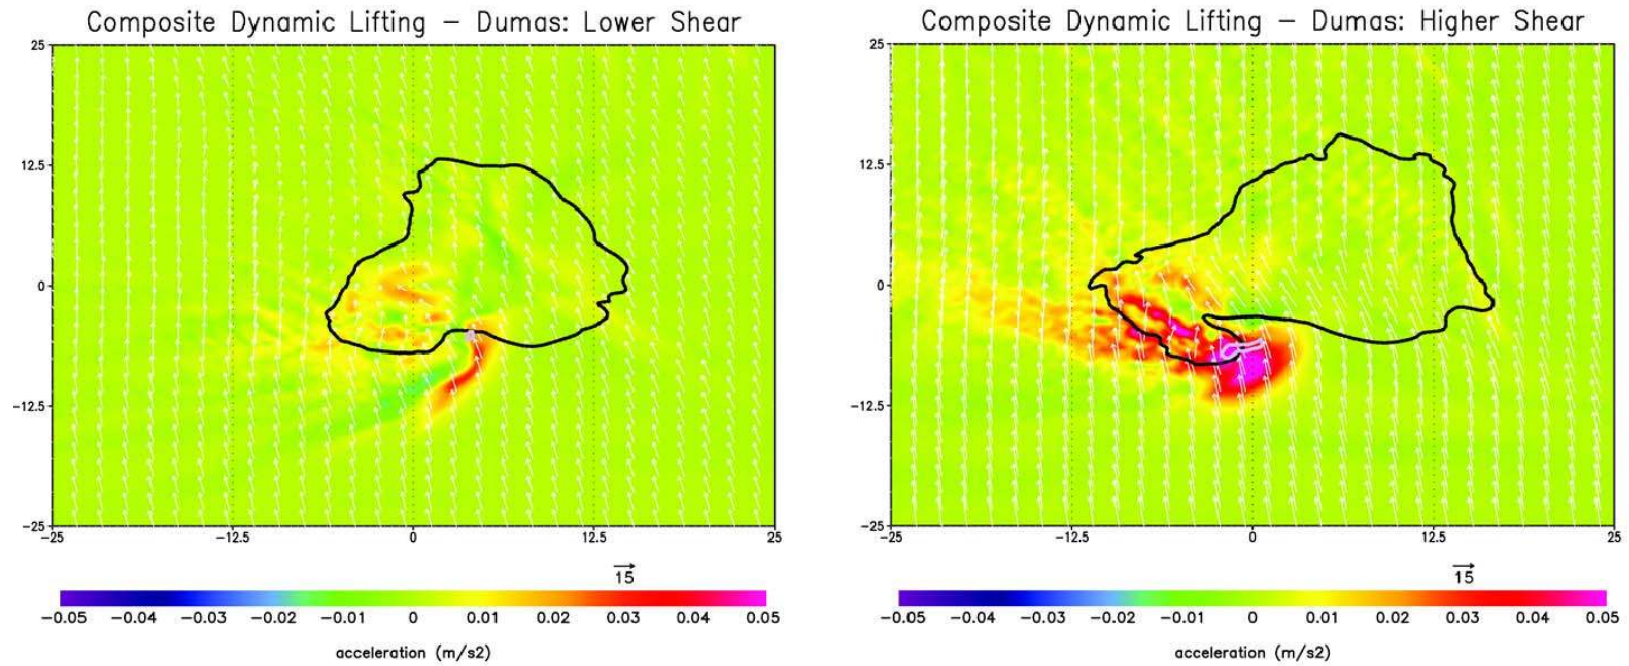 Composite Dynamic Lifting − Dumas: Lower Shear
25
12.5
0
−12.5
−25
−25 −12.5 0 12.5 25
15
−0.05 −0.04 −0.03 −0.02 −0.01 0 0.01 0.02 0.03 0.04 0.05
acceleration (m/s2)
Composite Dynamic Lifting − Dumas: Higher Shear
25
12.5
0
−12.5
−25
−25 −12.5 0 12.5 25
15
−0.05 −0.04 −0.03 −0.02 −0.01 0 0.01 0.02 0.03 0.04 0.05
acceleration (m/s2)